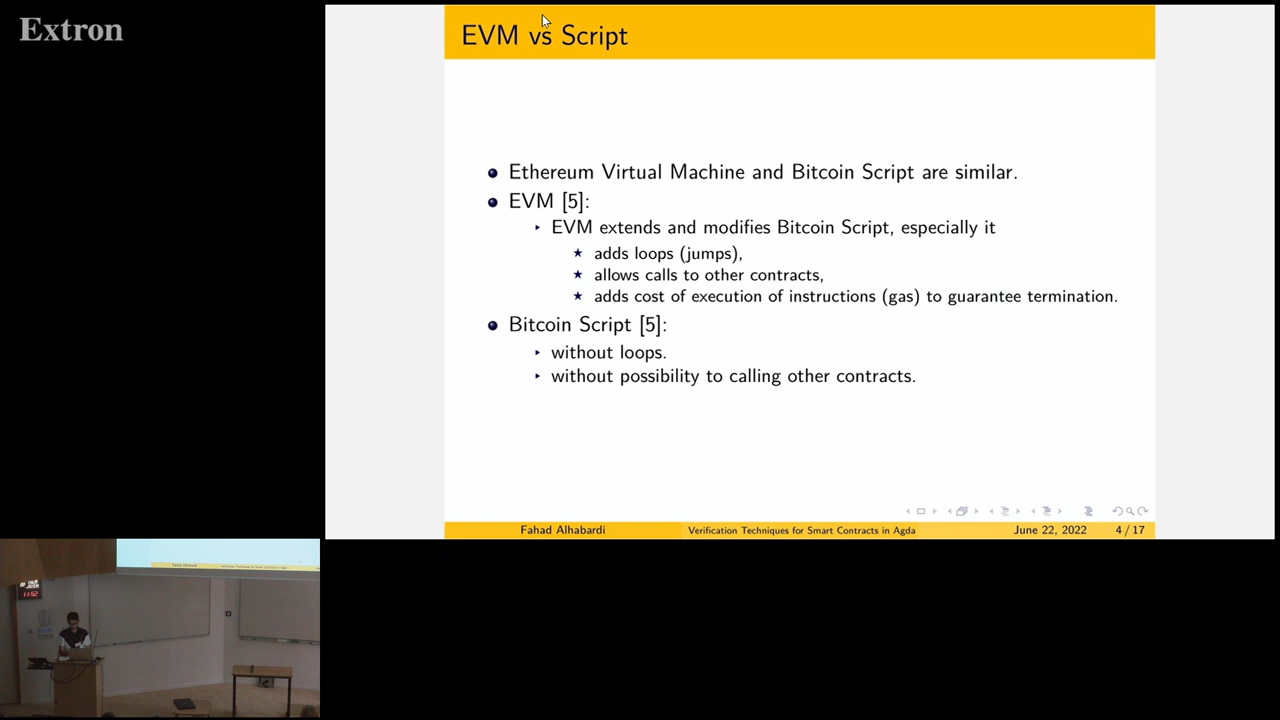 Extron
EVM vs Script
Ethereum Virtual Machine and Bitcoin Script are similar.
EVM [5]:
EVM extends and modifies Bitcoin Script, especially it
adds loops (jumps),
allows calls to other contracts,
adds cost of execution of instructions (gas) to guarantee termination.
Bitcoin Script [5]:
without loops.
without possibility to calling other contracts.
Fahad Alhabardi Verification Techniques for Smart Contracts in Agda June 22, 2022 4 / 17
11:52